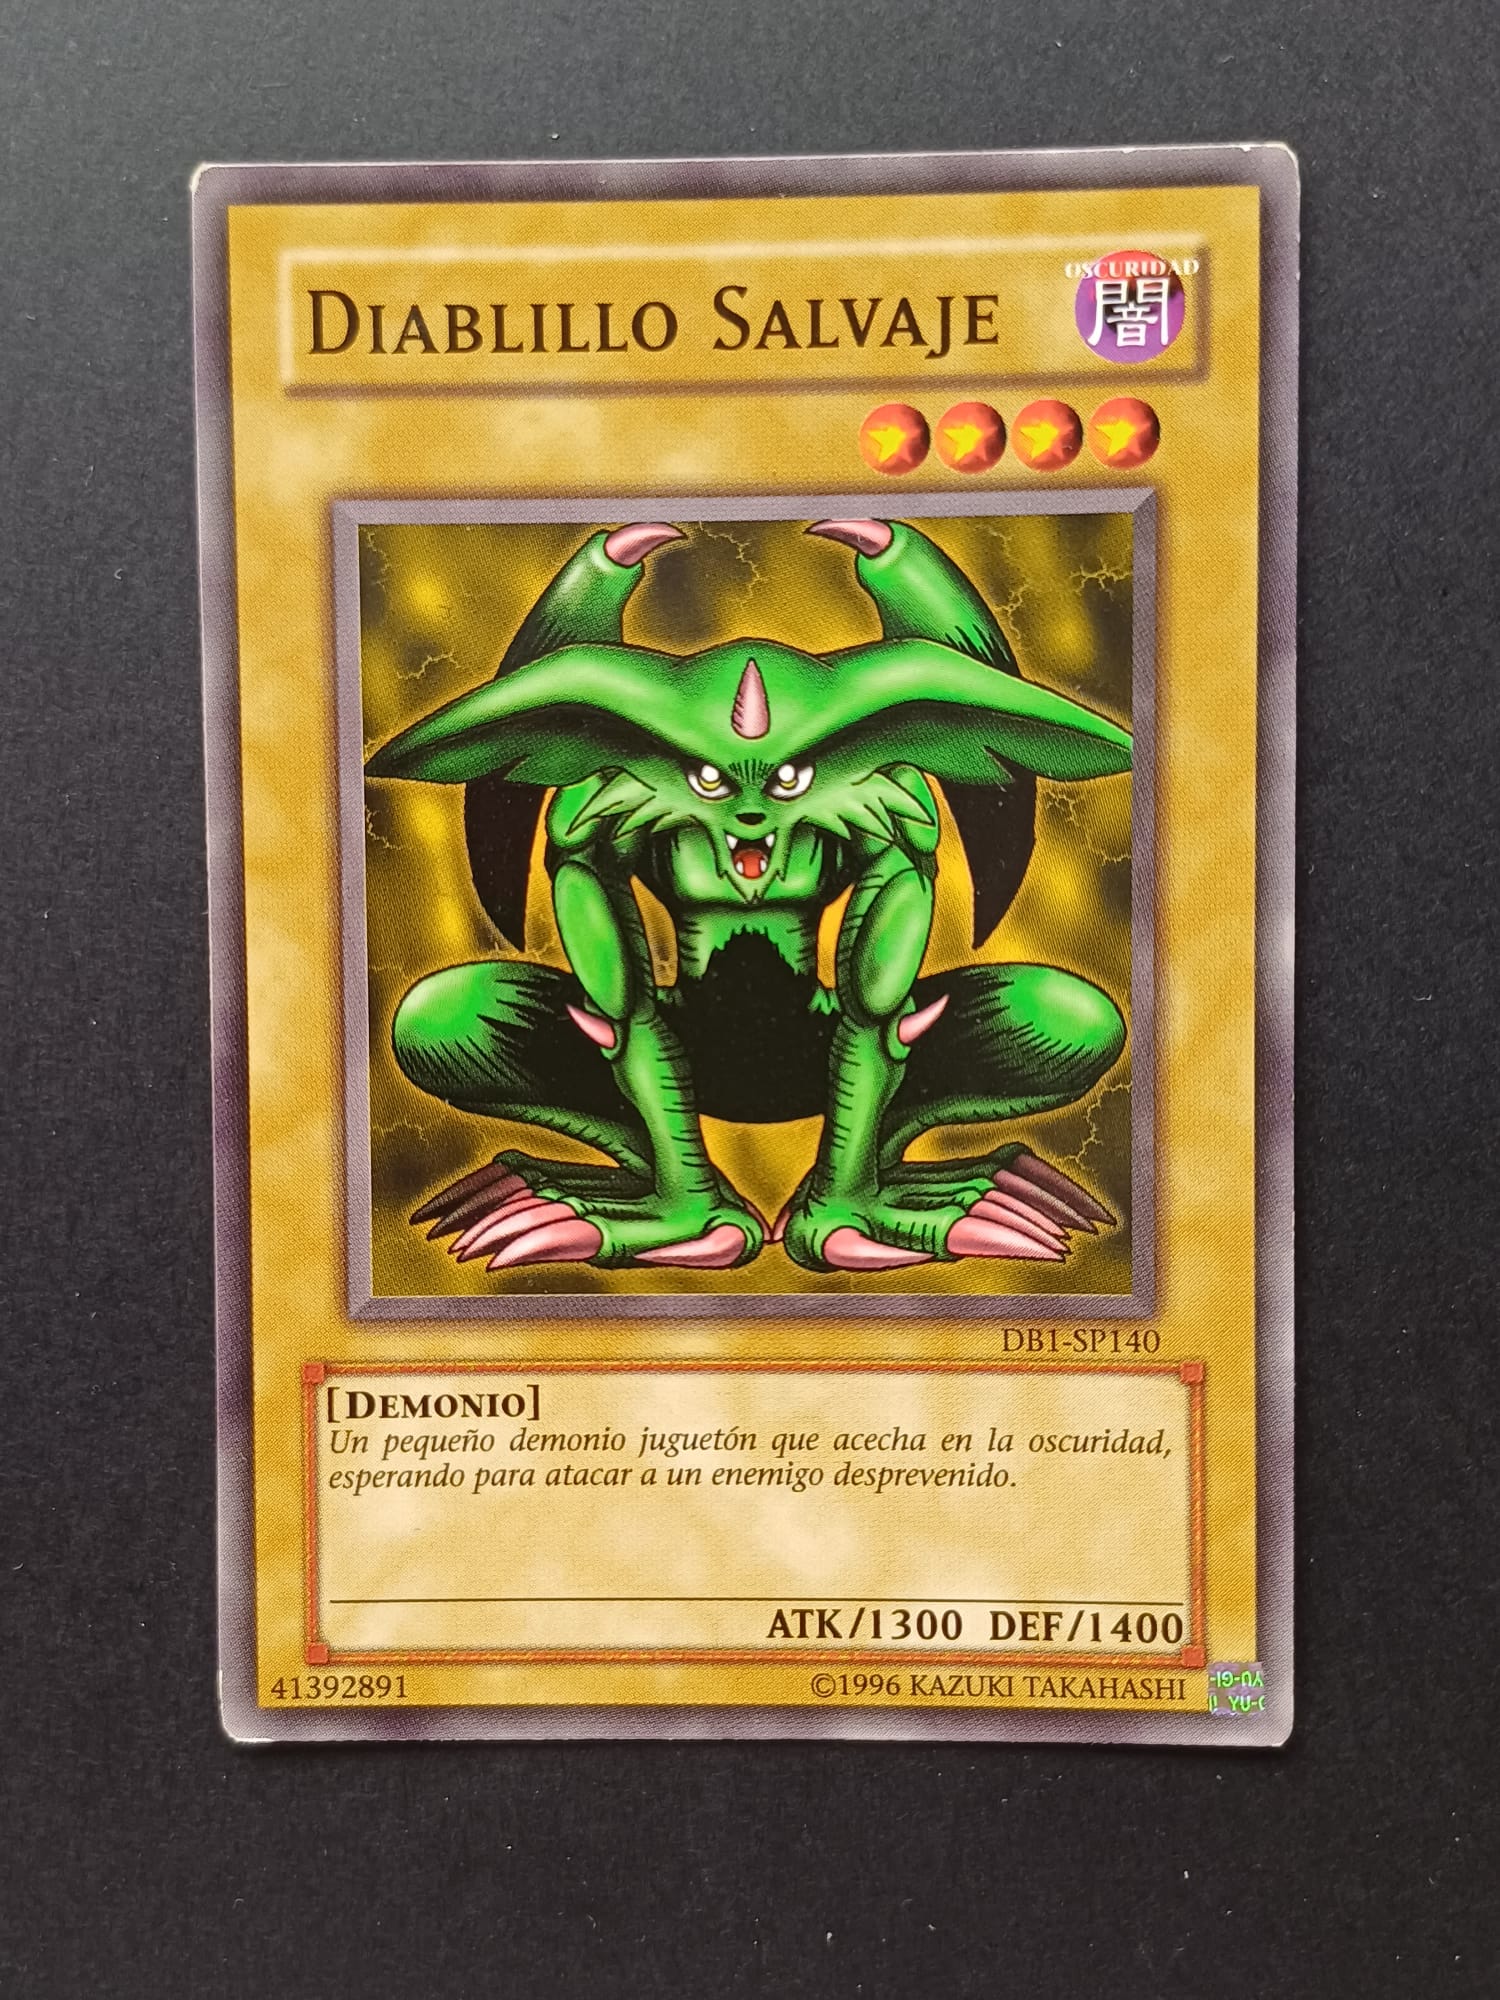 DIABLILLO SALVAJE
OSCURIDAD
闇
DB1-SP140
[DEMONIO]
Un pequeño demonio juguetón que acecha en la oscuridad,
esperando para atacar a un enemigo desprevenido.
ATK/1300 DEF/1400
41392891
©1996 KAZUKI TAKAHASHI